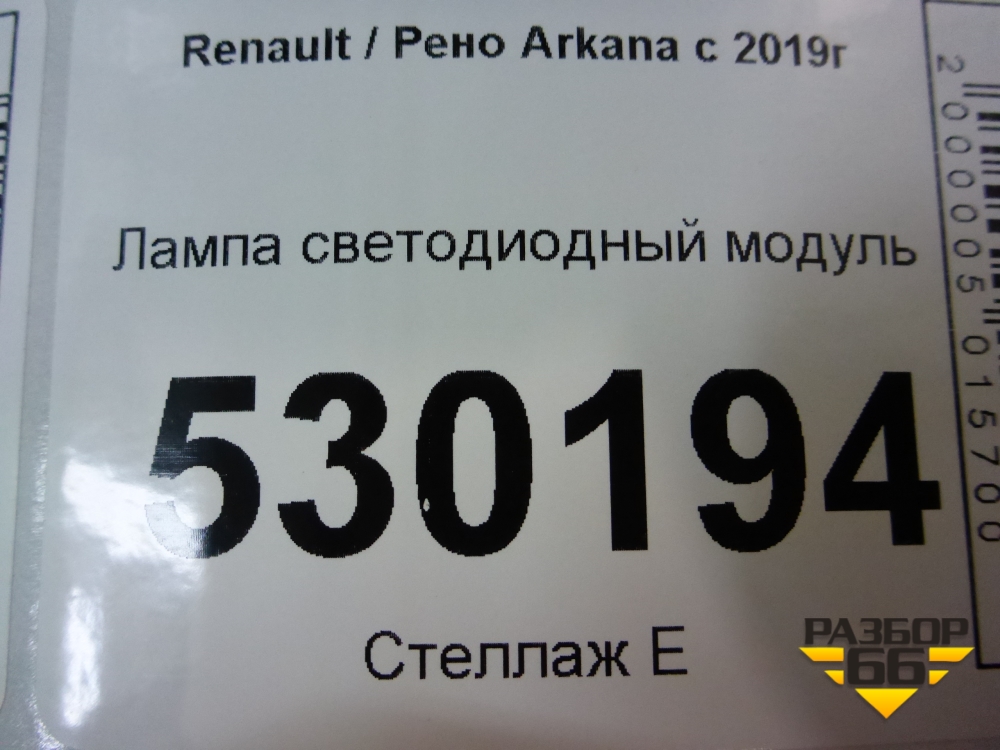 Renault / Рено Arkana с 2019г
Лампа светодиодный модуль
530194
Стеллаж Е
2000005015700
РАЗБОР
66